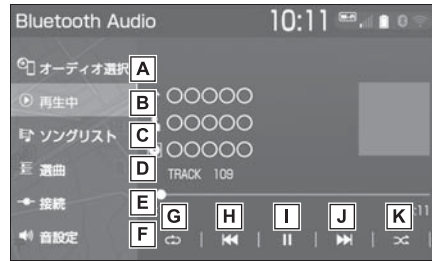 Bluetooth Audio 10:11
オーディオ選択 A
再生中 B ○○○○○
ソングリスト C ○○○○○
選曲 D ○○○○○
TRACK 109
接続 E
音設定 F
G H I J K